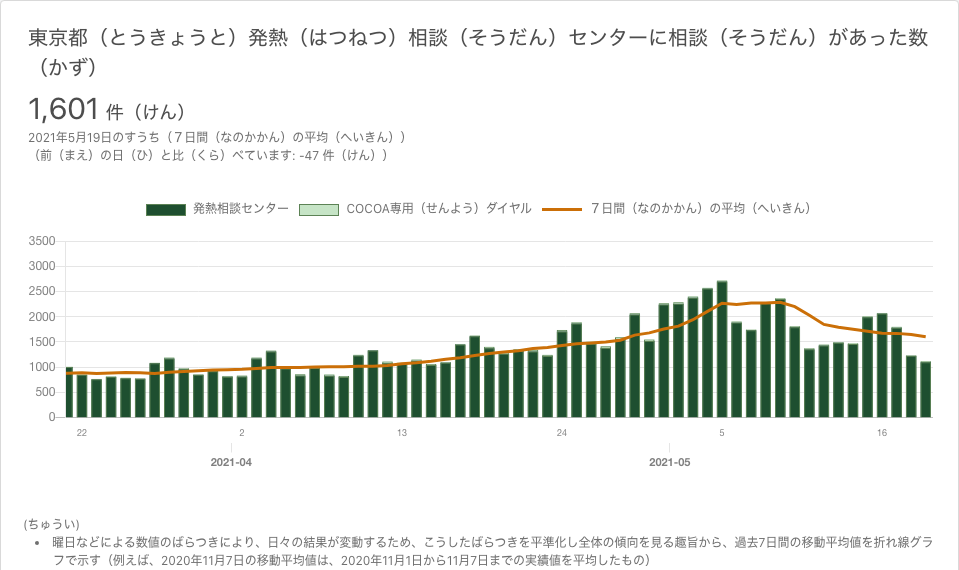 東京都（とうきょうと）発熱（はつねつ）相談（そうだん）センターに相談（そうだん）があった数
（かず）
1,601 件（けん）
2021年5月19日のすうち（７日間（なのかかん）の平均（へいきん））
（前（まえ）の日（ひ）と比（くら）べています: -47 件（けん））
発熱相談センター COCOA専用（せんよう）ダイヤル ７日間（なのかかん）の平均（へいきん）
3500
3000
2500
2000
1500
1000
500
0
22 2 13 24 5 16
2021-04 2021-05
(ちゅうい)
• 曜日などによる数値のばらつきにより、日々の結果が変動するため、こうしたばらつきを平準化し全体の傾向を見る趣旨から、過去7日間の移動平均値を折れ線グラ
フで示す（例えば、2020年11月7日の移動平均値は、2020年11月1日から11月7日までの実績値を平均したもの）